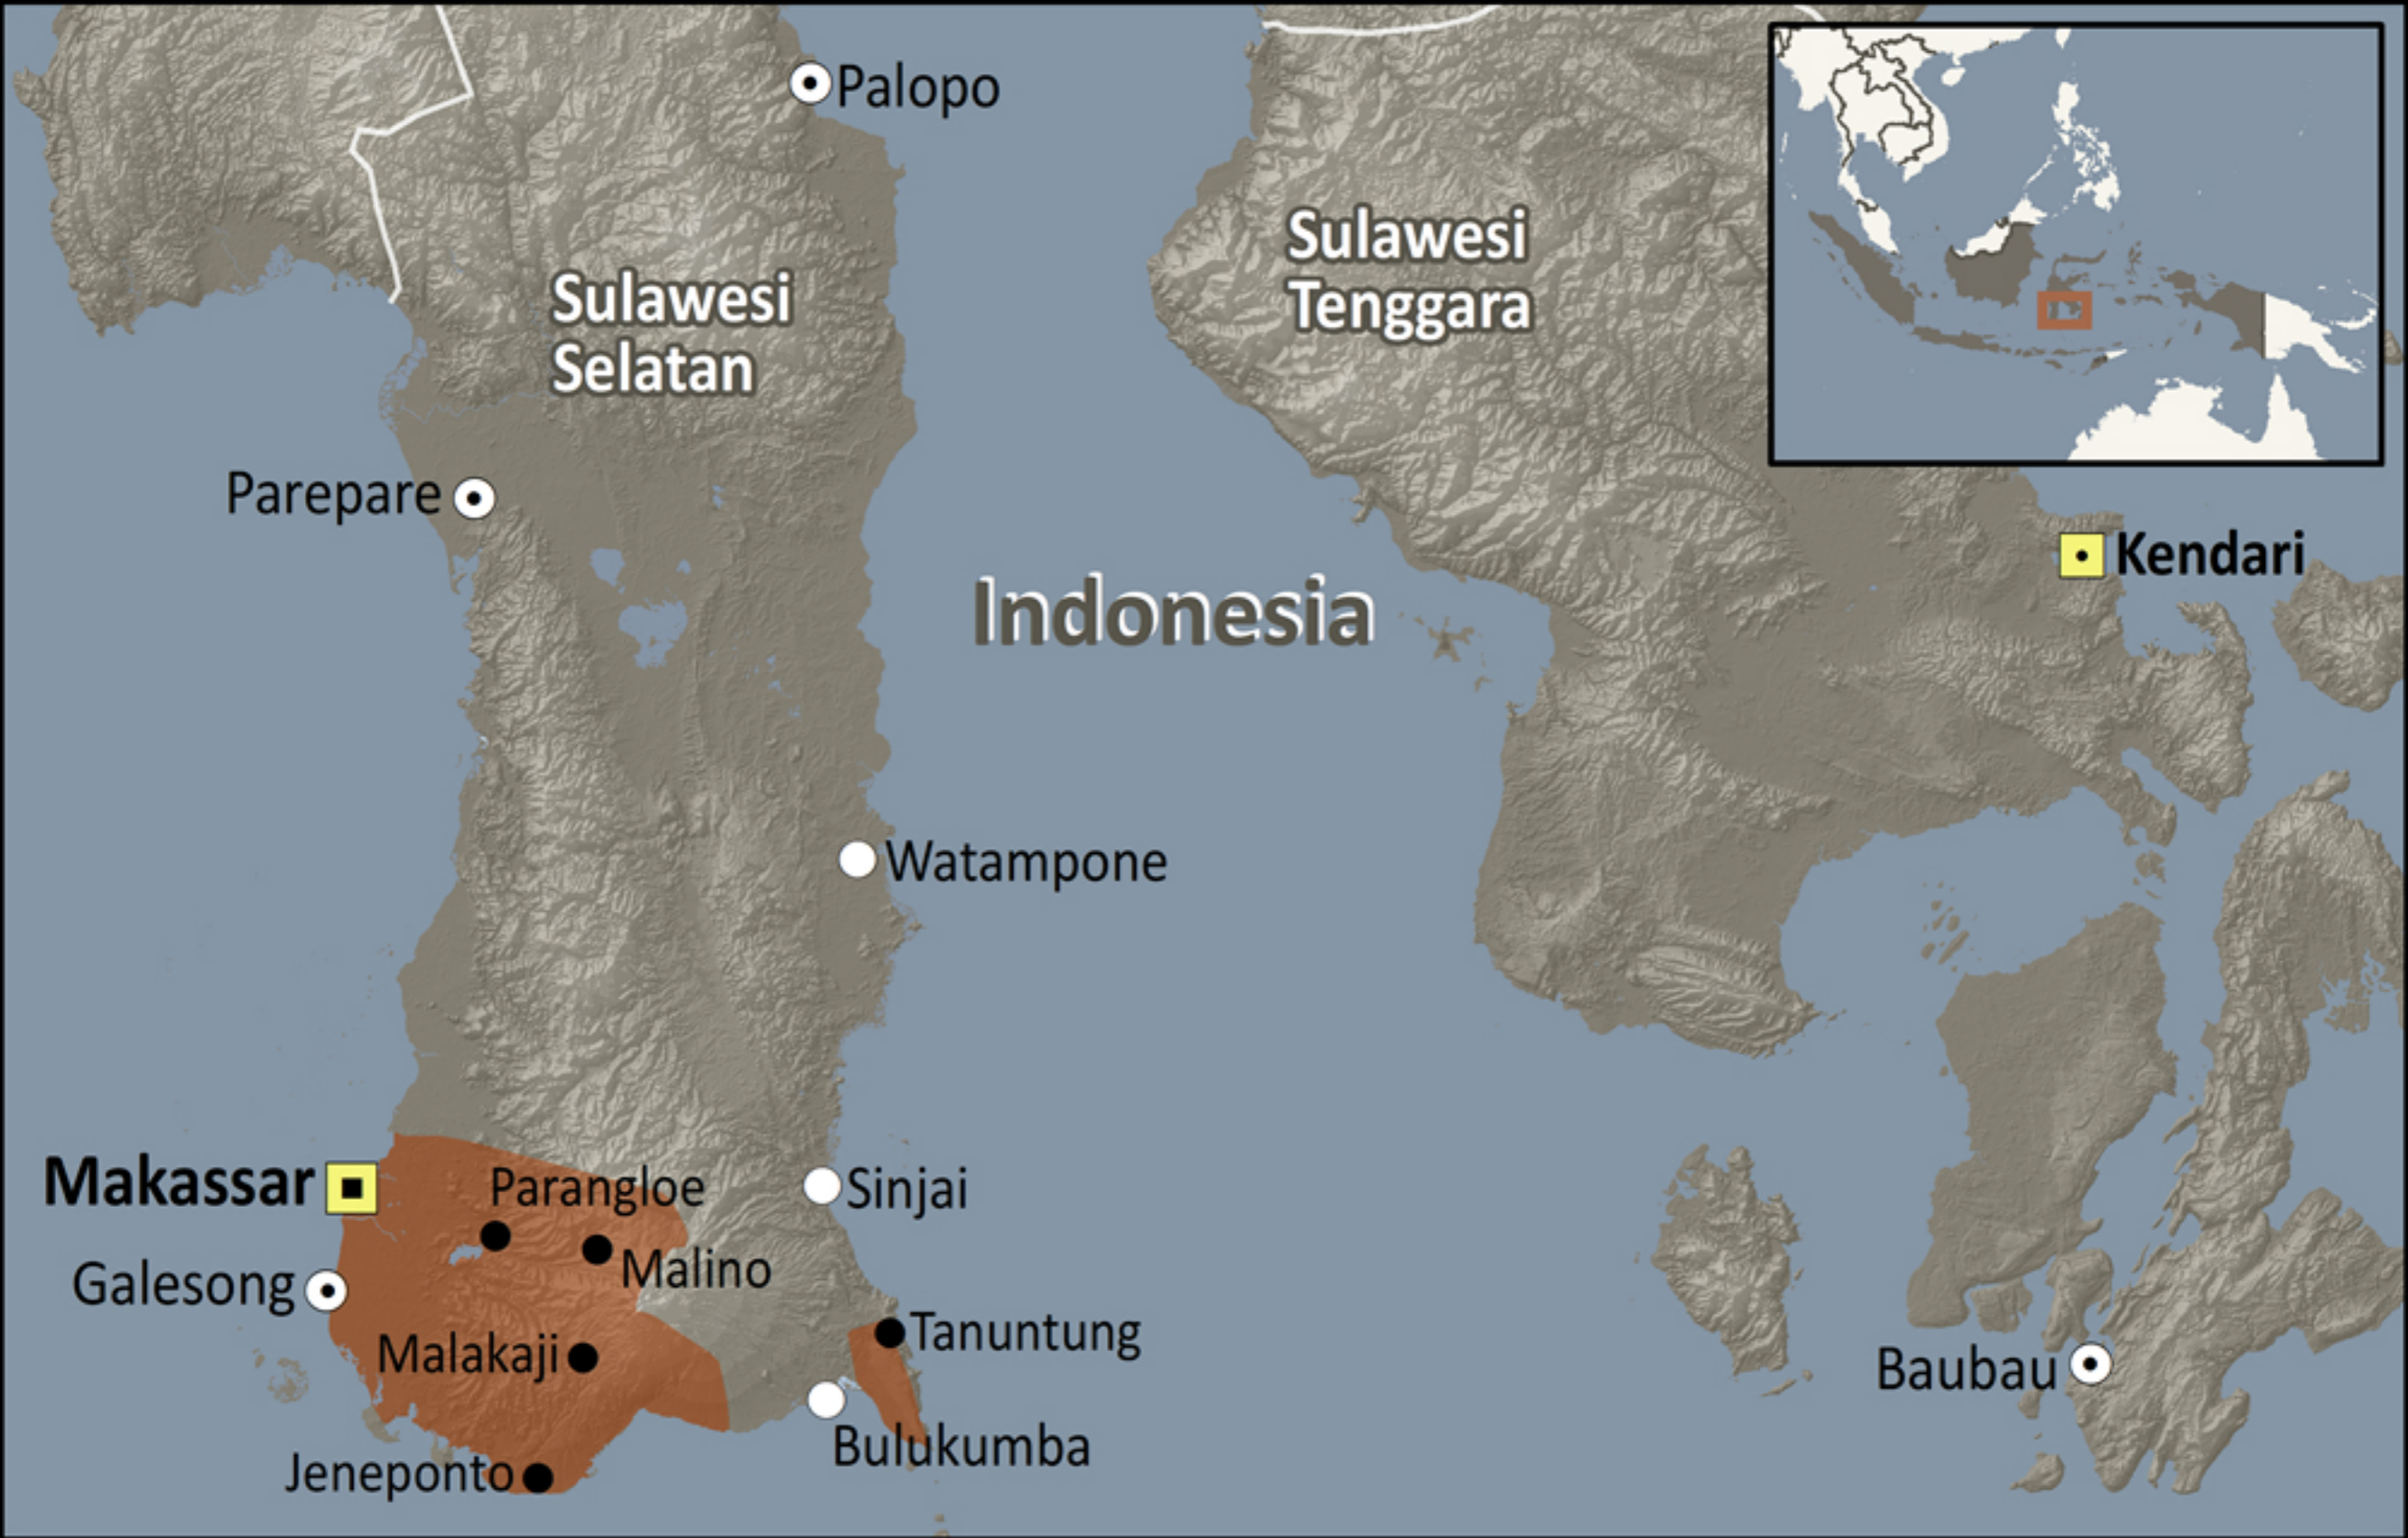 Palopo
Sulawesi
Selatan
Sulawesi
Tenggara
Parepare
Kendari
Indonesia
Watampone
Makassar
Parangloe
Sinjai
Malino
Galesong
Tanuntung
Malakaji
Baubau
Bulukumba
Jeneponto